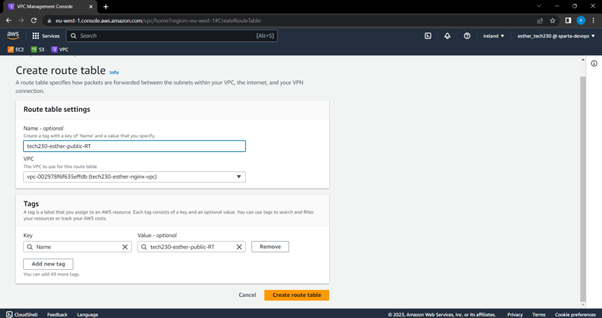 VPC Management Console
eu-west-1.console.aws.amazon.com/vpc/home?region=eu-west-1#CreateRouteTable:
aws Services Search [Alt+S] Ireland esther_tech230 @ sparta-devops
EC2 S3 VPC
Create route table Info
A route table specifies how packets are forwarded between the subnets within your VPC, the internet, and your VPN
connection.
Route table settings
Name - optional
Create a tag with a key of 'Name' and a value that you specify.
tech230-esther-public-RT
VPC
The VPC to use for this route table.
vpc-002978f6f635effdb (tech230-esther-nginx-vpc)
Tags
A tag is a label that you assign to an AWS resource. Each tag consists of a key and an optional value. You can use tags to search and filter
your resources or track your AWS costs.
Key Value - optional
Name tech230-esther-public-RT Remove
Add new tag
You can add 49 more tags.
Cancel Create route table
CloudShell Feedback Language © 2023, Amazon Web Services, Inc. or its affiliates. Privacy Terms Cookie preferences